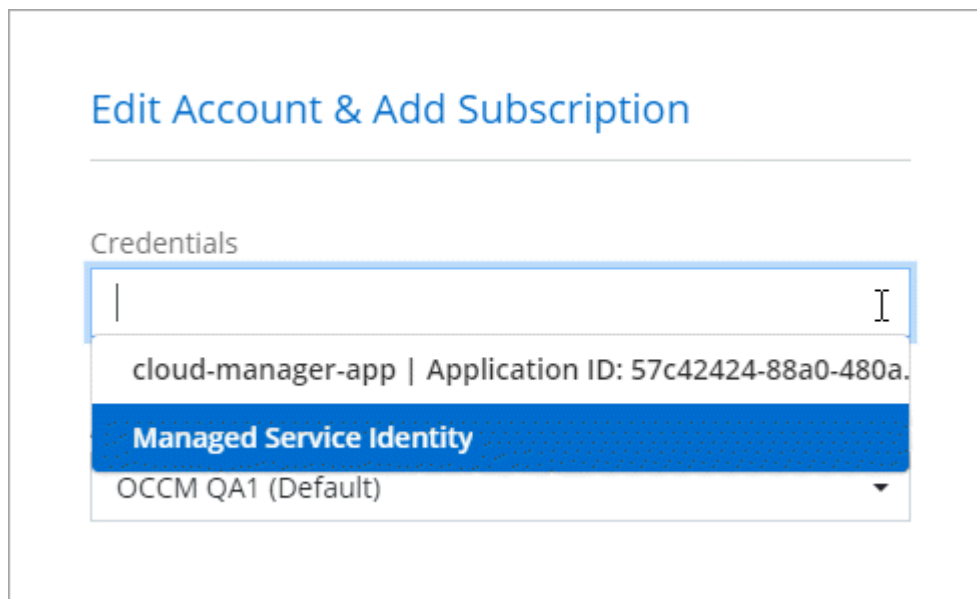 Edit Account & Add Subscription
Credentials
cloud-manager-app | Application ID: 57c42424-88a0-480a.
Managed Service Identity
OCCM QA1 (Default)